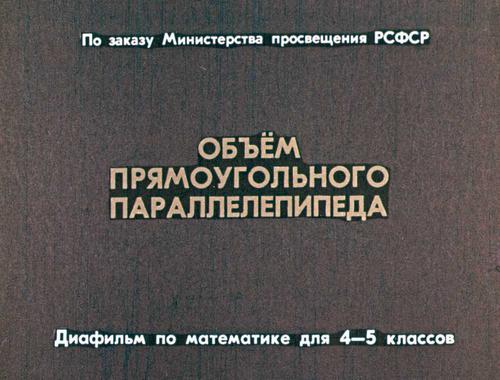 По заказу Министерства просвещения РСФСР
ОБЪЁМ
ПРЯМОУГОЛЬНОГО
ПАРАЛЛЕЛЕПИПЕДА
Диафильм по математике для 4—5 классов